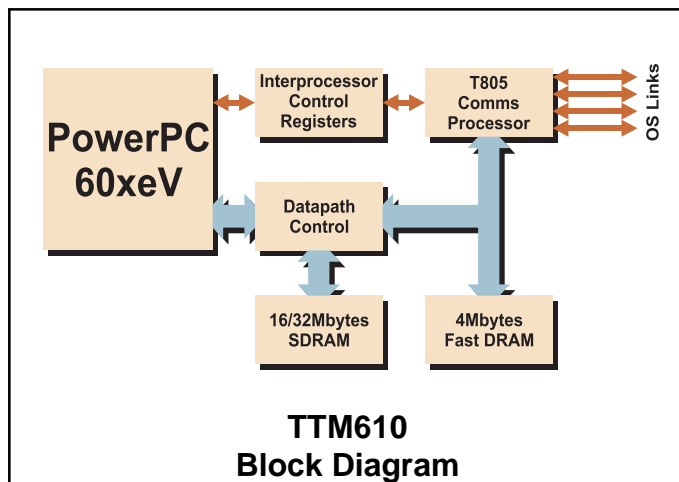 PowerPC
60xeV
Interprocessor
Control
Registers
T805
Comms
Processor
OS Links
Datapath
Control
16/32Mbytes
SDRAM
4Mbytes
Fast DRAM
TTM610
Block Diagram